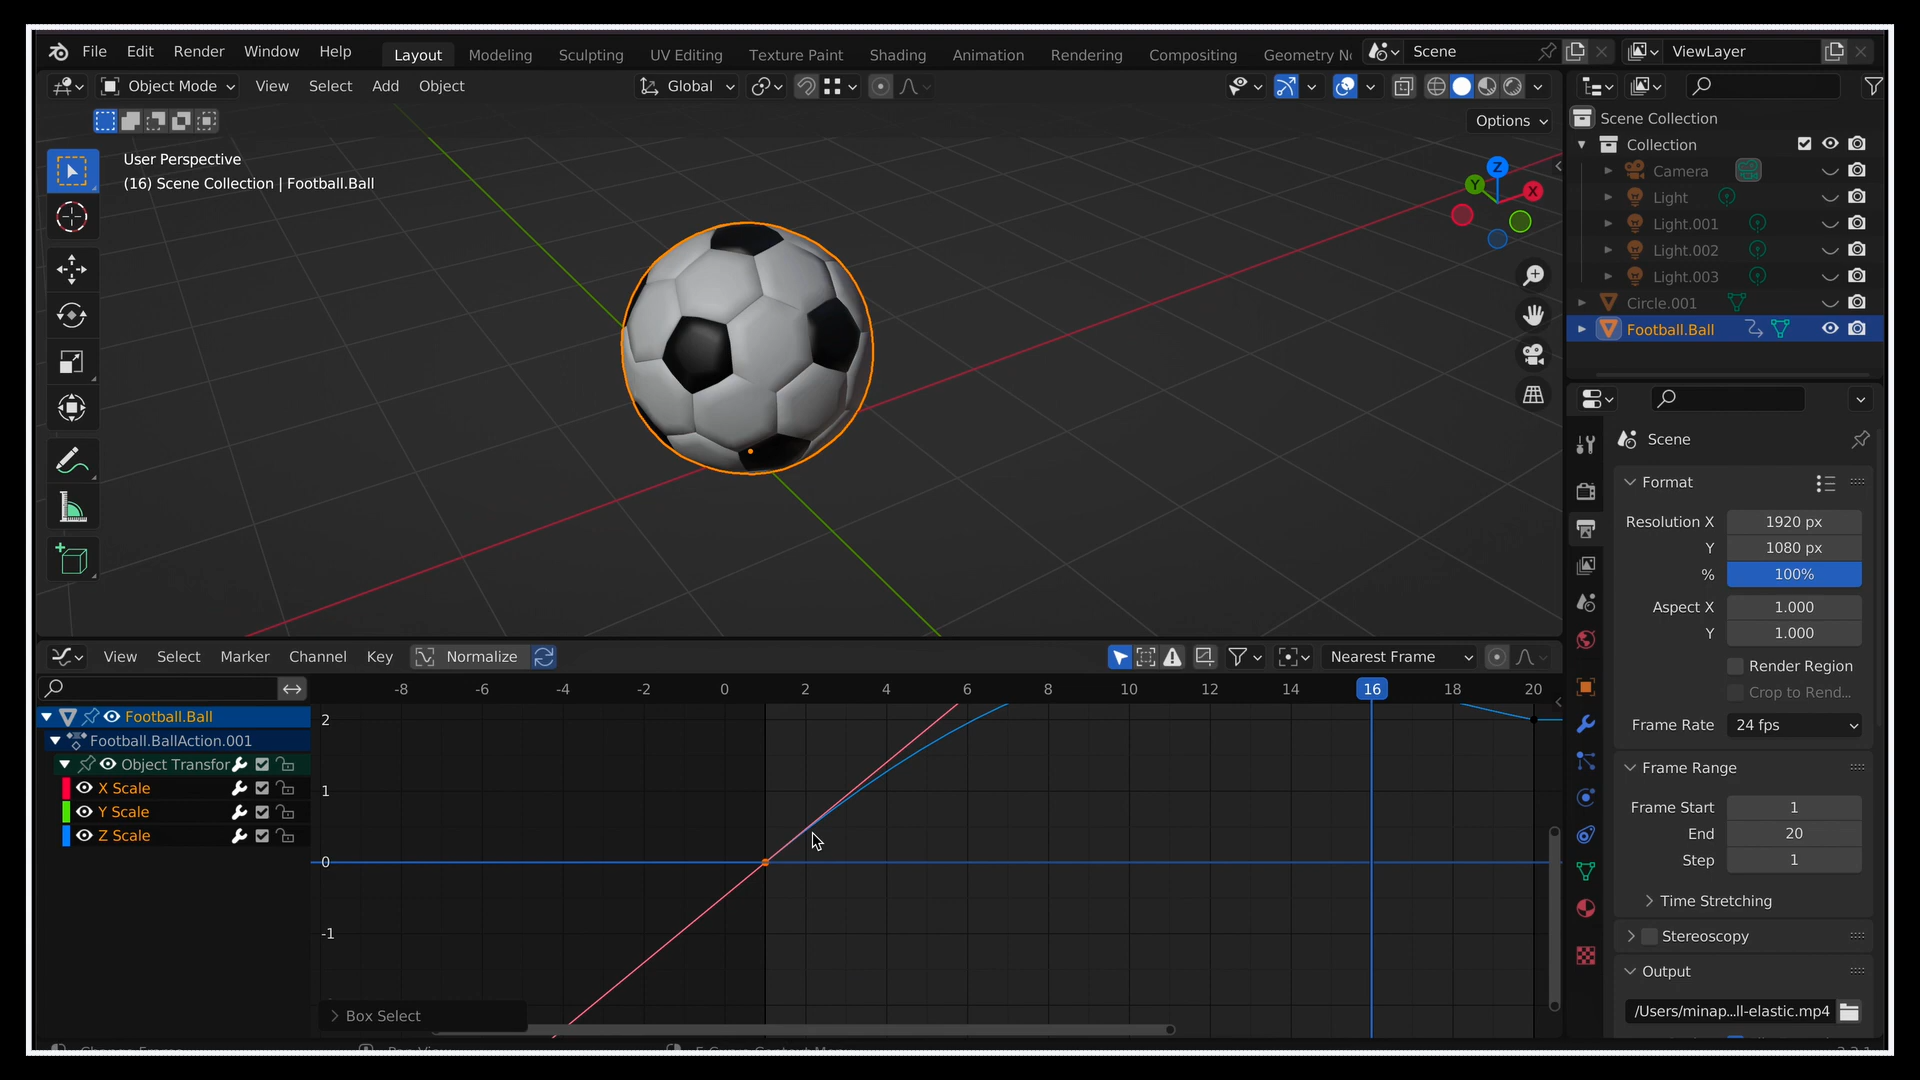 File Edit Render Window Help Layout Modeling Sculpting UV Editing Texture Paint Shading Animation Rendering Compositing Geometry Scene ViewLayer
Object Mode View Select Add Object Global
Options
User Perspective
(16) Scene Collection | Football.Ball
Z
Y
X
Scene Collection
Collection
Camera
Light
Light.001
Light.002
Light.003
Circle.001
Football.Ball
Scene
Format
Resolution X 1920 px
Y 1080 px
% 100%
Aspect X 1.000
Y 1.000
Render Region
Crop to Rend...
Frame Rate 24 fps
Frame Range
Frame Start 1
End 20
Step 1
Time Stretching
Stereoscopy
Output
/Users/minap...ll-elastic.mp4
View Select Marker Channel Key Normalize Nearest Frame
-8 -6 -4 -2 0 2 4 6 8 10 12 14 16 18 20
Football.Ball
Football.BallAction.001
Object Transfor
X Scale
Y Scale
Z Scale
2
1
0
-1
Box Select